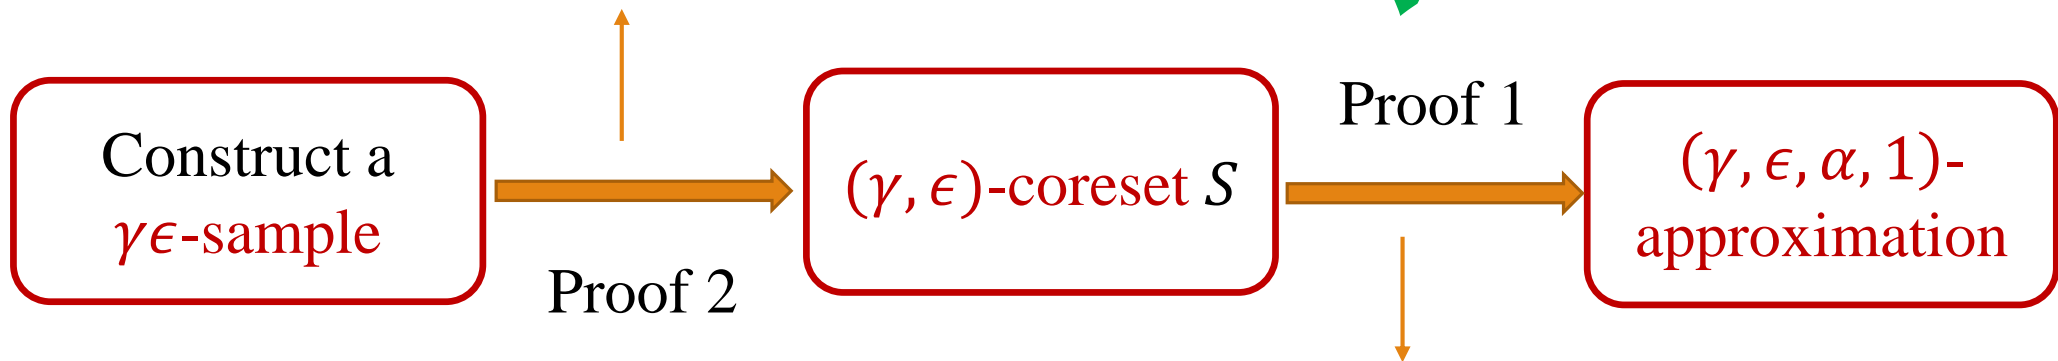 Construct a
γϵ-sample
Proof 2
(γ, ϵ)-coreset S
Proof 1
(γ, ϵ, α, 1)-
approximation